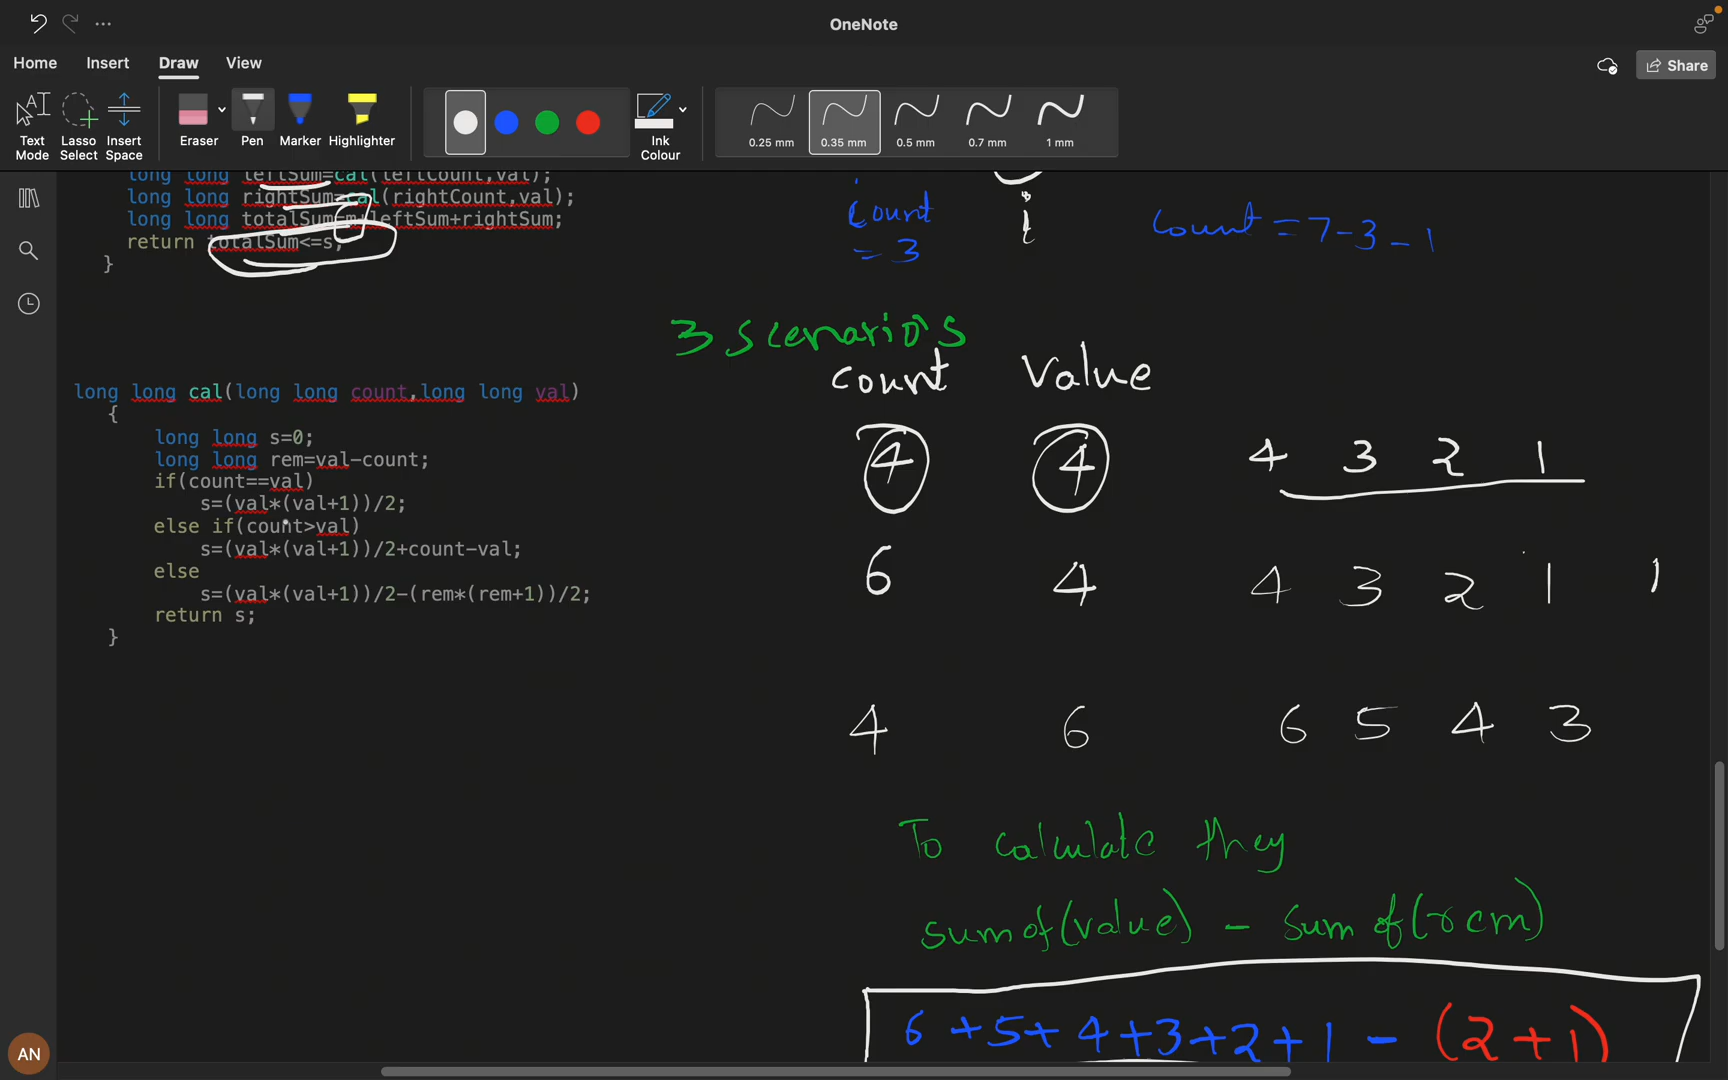 OneNote
Home Insert Draw View
Share
Text Mode
Lasso Select
Insert Space
Eraser
Pen
Marker
Highlighter
Ink Colour
0.25 mm
0.35 mm
0.5 mm
0.7 mm
1 mm
long long leftSum=cal(leftCount,val);
long long rightSum=cal(rightCount,val);
long long totalSum=m+leftSum+rightSum;
return totalSum<=s;
}
count
= 3
count = 7 - 3 - 1
3 scenario's
count Value
4 4 4 3 2 1
6 4 4 3 2 1 1
4 6 6 5 4 3
long long cal(long long count,long long val)
{
long long s=0;
long long rem=val-count;
if(count==val)
s=(val*(val+1))/2;
else if(count>val)
s=(val*(val+1))/2+count-val;
else
s=(val*(val+1))/2-(rem*(rem+1))/2;
return s;
}
To calculate they
sum of(value) - sum of(rem)
6 + 5 + 4 + 3 + 2 + 1 - (2 + 1)
AN